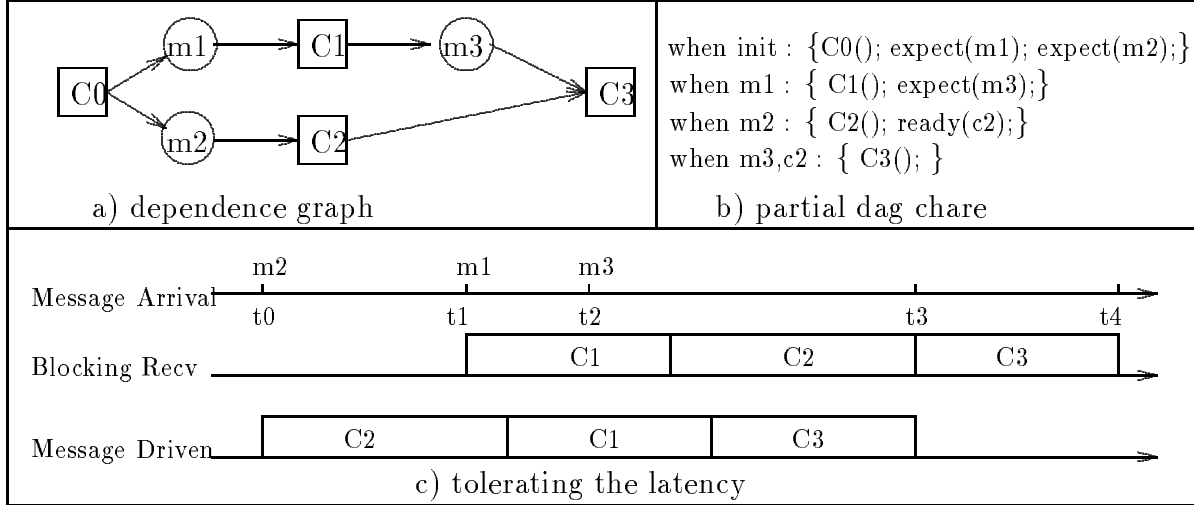 m1
C1
m3
C0
C3
m2
C2
a) dependence graph
when init : {C0(); expect(m1); expect(m2);}
when m1 : { C1(); expect(m3);}
when m2 : { C2(); ready(c2);}
when m3,c2 : { C3(); }
b) partial dag chare
m2 m1 m3
Message Arrival
t0 t1 t2 t3 t4
Blocking Recv C1 C2 C3
Message Driven C2 C1 C3
c) tolerating the latency